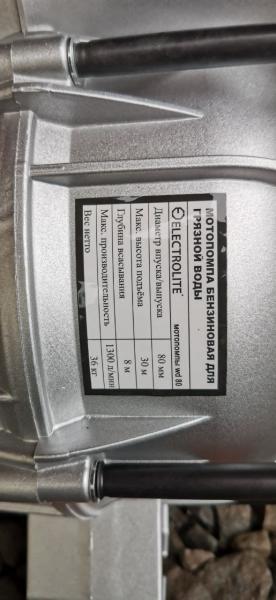 МОТОПОМПА БЕНЗИНОВАЯ ДЛЯ
ГРЯЗНОЙ ВОДЫ
ELECTROLITE® мотопомпы wd 80
Диаметр впуска/выпуска 80 мм
Макс. высота подъёма 30 м
Глубина всасывания 8 м
Макс. производительность 1300 л/мин
Вес нетто 36 кг